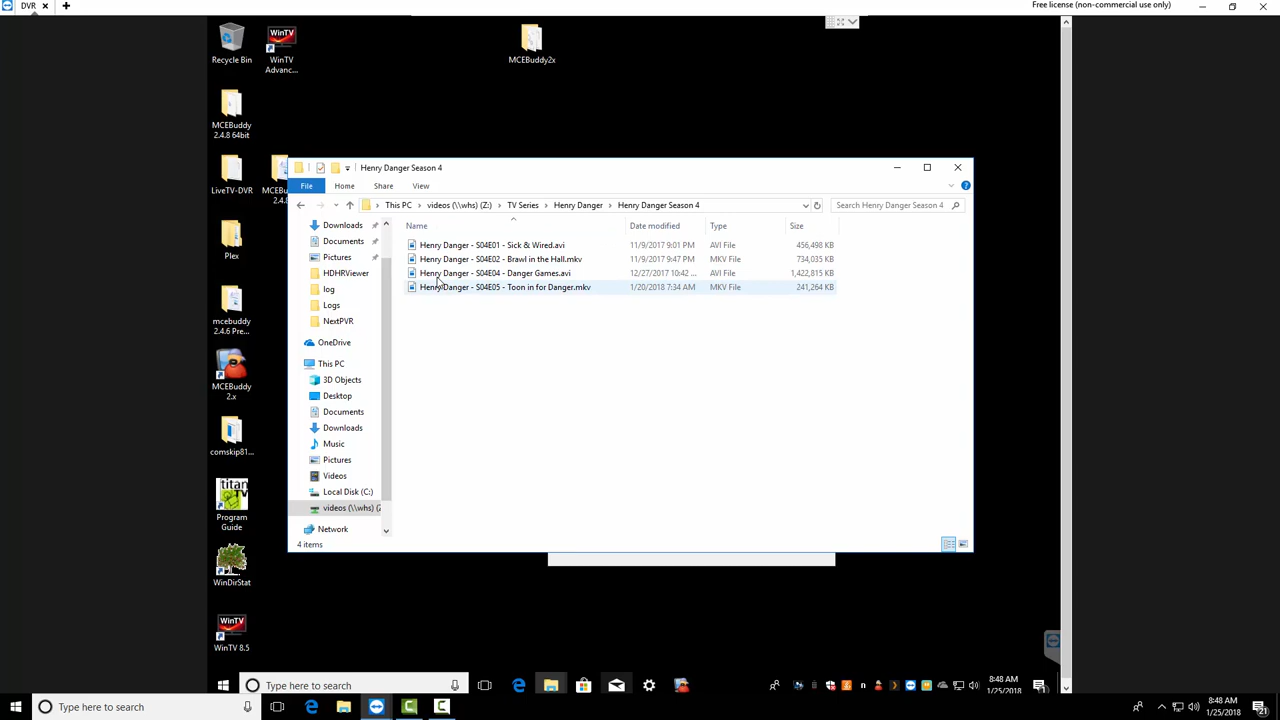 DVR
Free license (non-commercial use only)
Recycle Bin
WinTV
Advanc...
MCEBuddy2x
MCEBuddy
2.4.8 64bit
LiveTV-DVR
Plex
mcebuddy
2.4.6 Pre...
MCEBuddy
2.x
comskip81...
titan
TV
Program
Guide
WinDirStat
WinTV
WinTV 8.5
Henry Danger Season 4
File
Home
Share
View
This PC
videos (\\whs) (Z:)
TV Series
Henry Danger
Henry Danger Season 4
Search Henry Danger Season 4
Name
Date modified
Type
Size
Henry Danger - S04E01 - Sick & Wired.avi 11/9/2017 9:01 PM AVI File 456,498 KB
Henry Danger - S04E02 - Brawl in the Hall.mkv 11/9/2017 9:47 PM MKV File 734,035 KB
Henry Danger - S04E04 - Danger Games.avi 12/27/2017 10:42 ... AVI File 1,422,815 KB
Henry Danger - S04E05 - Toon in for Danger.mkv 1/20/2018 7:34 AM MKV File 241,264 KB
Downloads
Documents
Pictures
HDHRViewer
log
Logs
NextPVR
OneDrive
This PC
3D Objects
Desktop
Documents
Downloads
Music
Pictures
Videos
Local Disk (C:)
videos (\\whs) (Z
Network
4 items
Type here to search
8:48 AM
1/25/2018
Type here to search
8:48 AM
1/25/2018
21